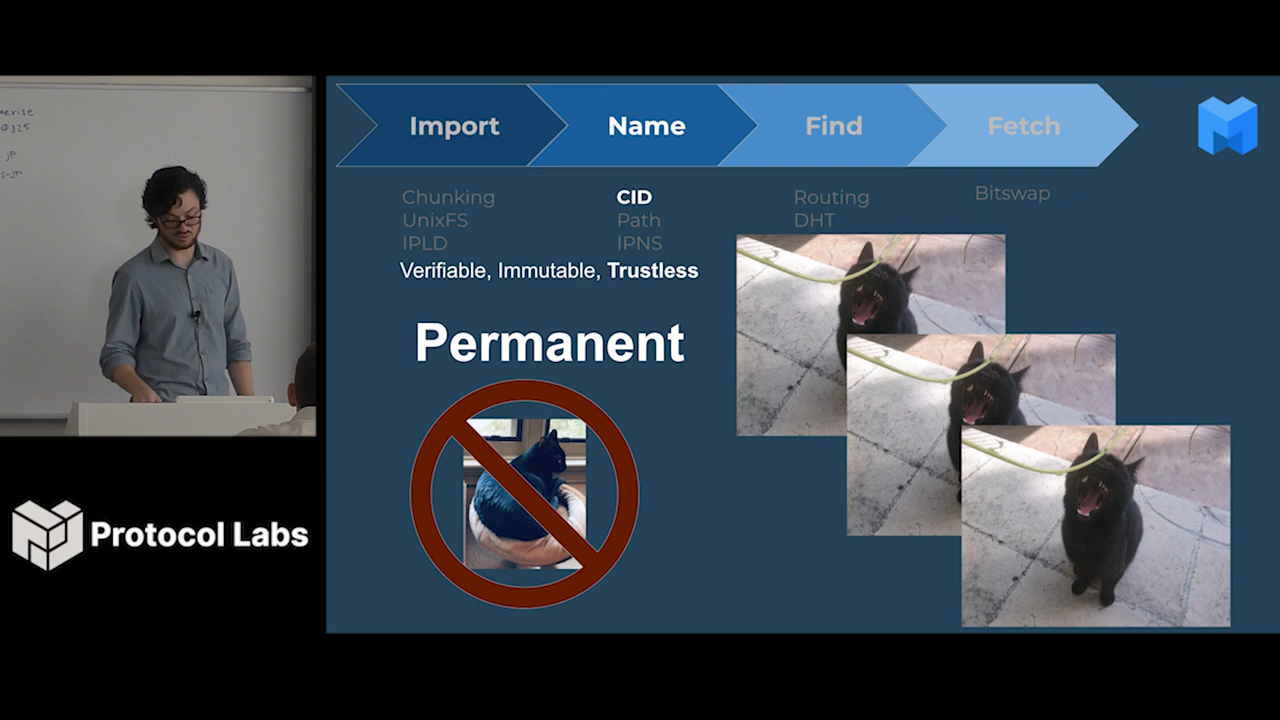 Import
Name
Find
Fetch
Chunking
UnixFS
IPLD
CID
Path
IPNS
Routing
DHT
Bitswap
Verifiable, Immutable, Trustless
Permanent
Protocol Labs